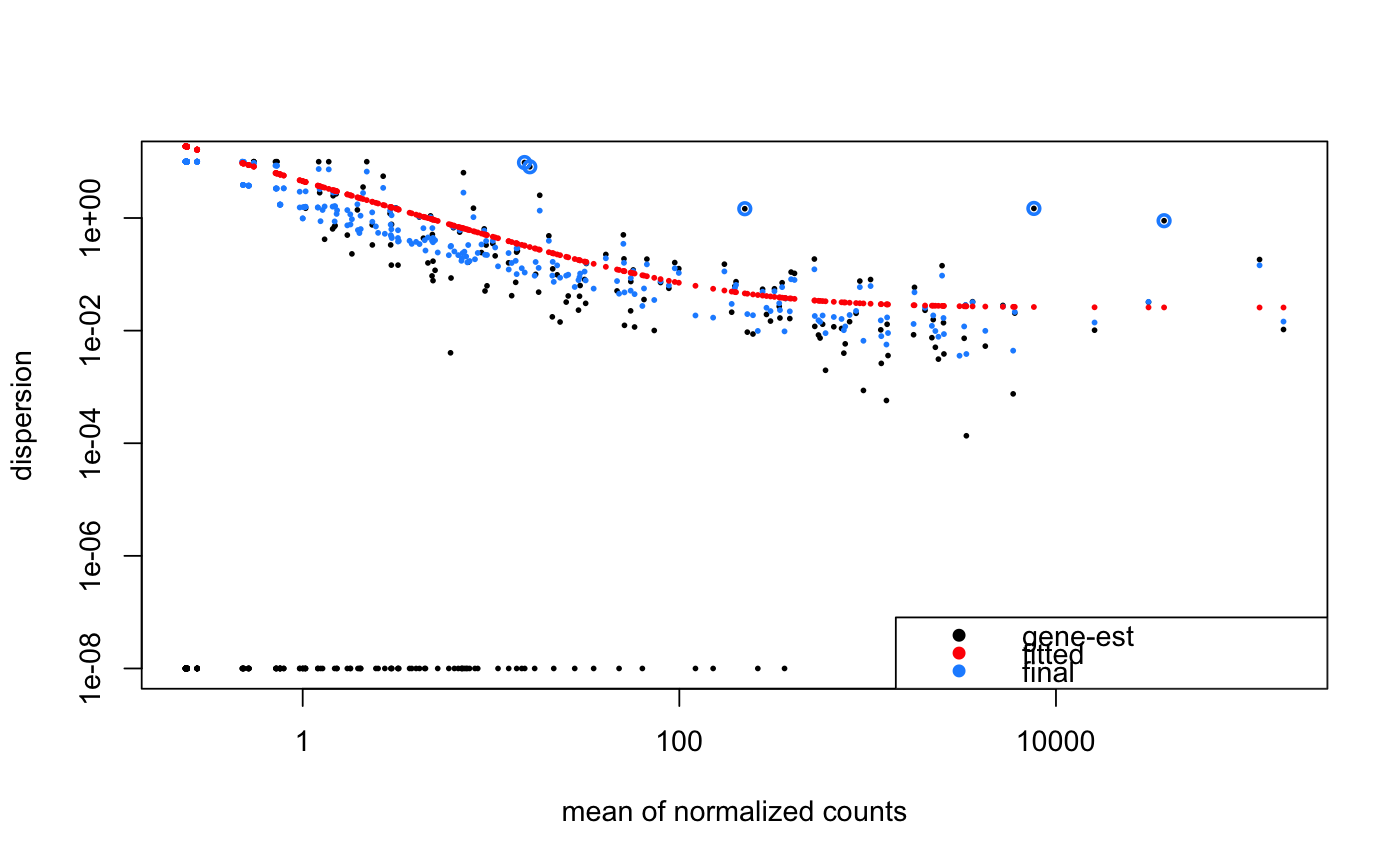 dispersion
1e+00
1e-02
1e-04
1e-06
1e-08
gene-est
fitted
final
1
100
10000
mean of normalized counts